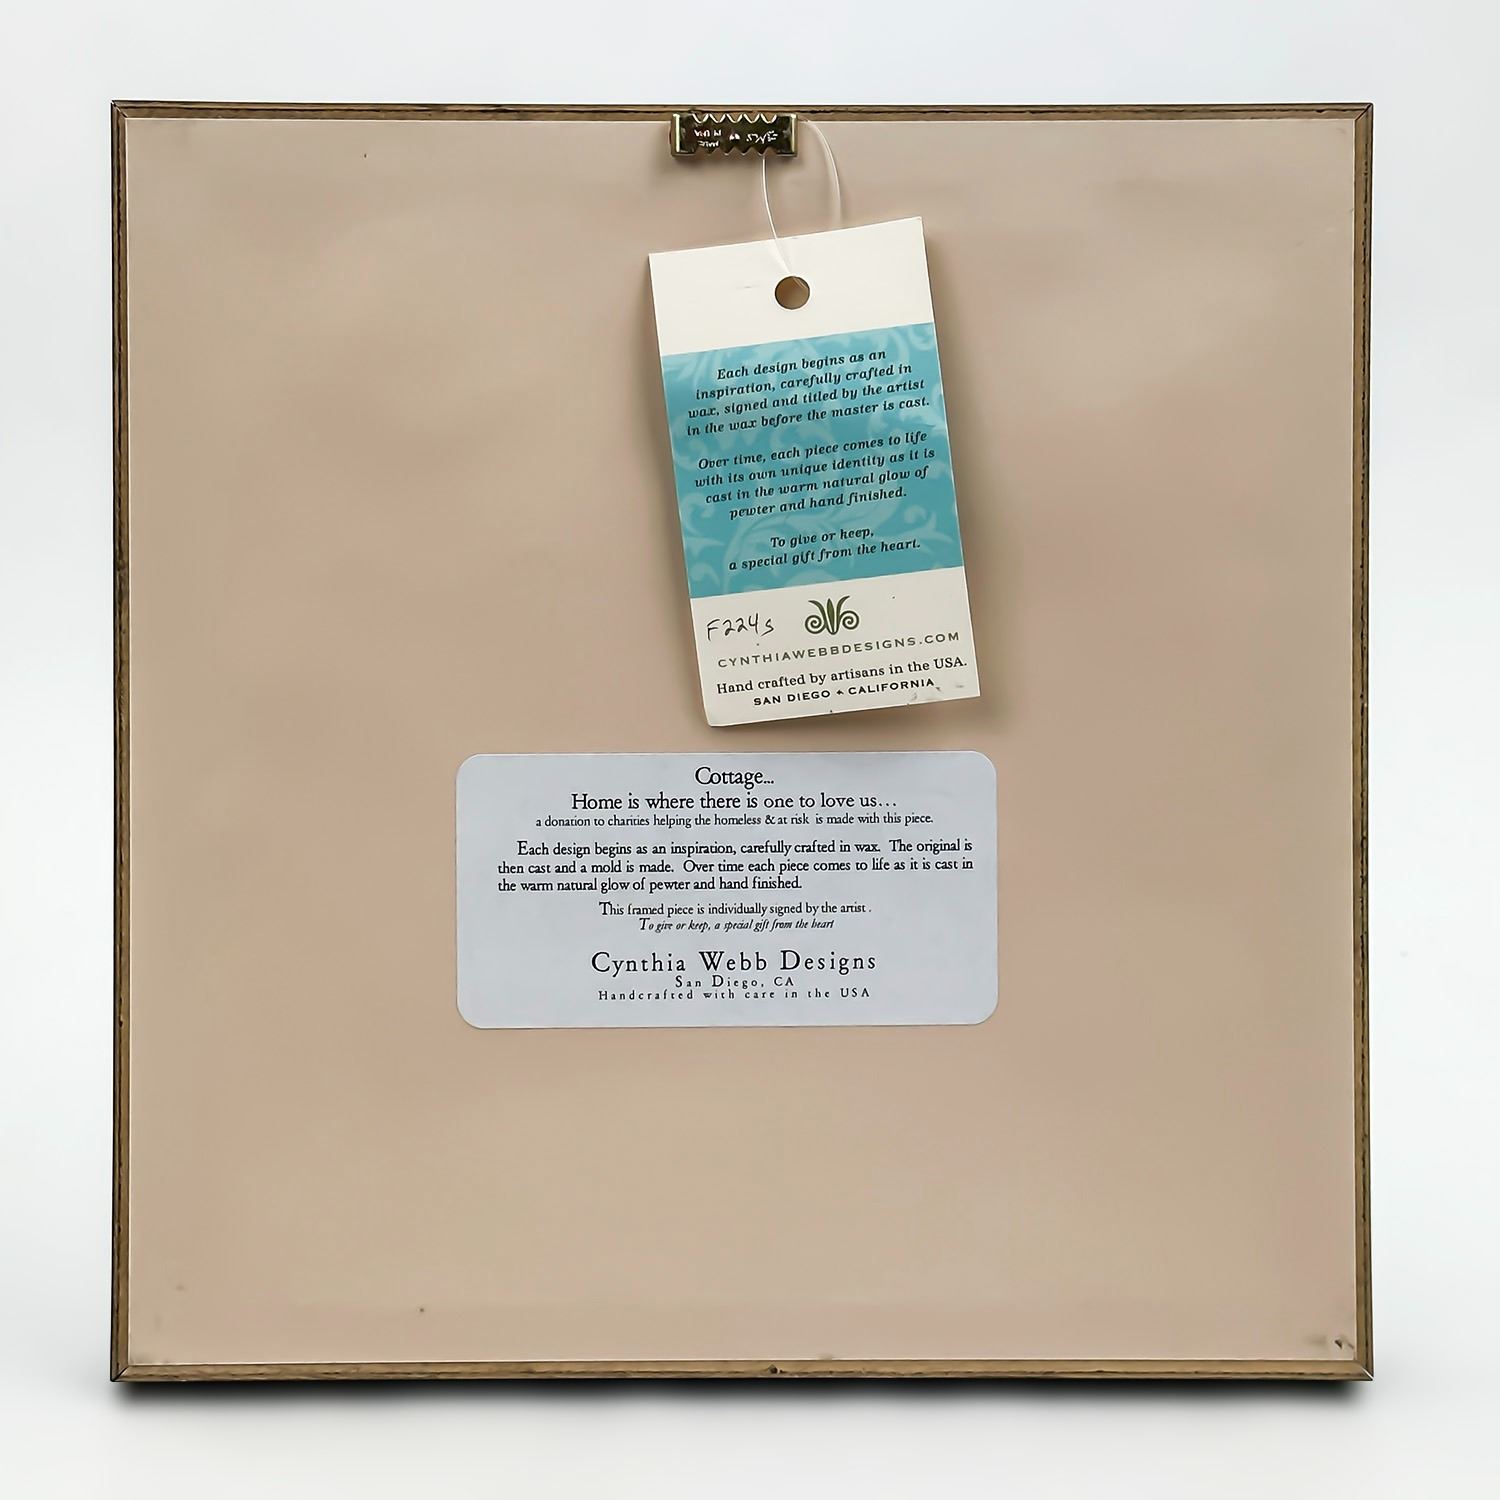 Each design begins as an
inspiration, carefully crafted in
wax, signed and titled by the artist
in the wax before the master is cast.
Over time, each piece comes to life
with its own unique identity as it is
cast in the warm natural glow of
pewter and hand finished.
To give or keep,
a special gift from the heart.
F224s
CYNTHIAWEBBDESIGNS.COM
Hand crafted by artisans in the USA.
SAN DIEGO CALIFORNIA
Cottage...
Home is where there is one to love us...
a donation to charities helping the homeless & at risk is made with this piece.
Each design begins as an inspiration, carefully crafted in wax. The original is
then cast and a mold is made. Over time each piece comes to life as it is cast in
the warm natural glow of pewter and hand finished.
This framed piece is individually signed by the artist .
To give or keep, a special gift from the heart
Cynthia Webb Designs
San Diego, CA
Handcrafted with care in the USA